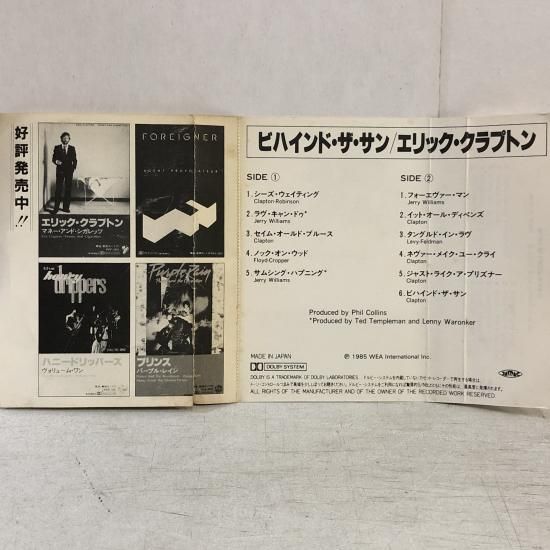 好評発売中!!
エリック・クラプトン
マネー・アンド・シガレッツ
FOREIGNER
honey
drippers
ハニードリッパーズ
ヴォリューム・ワン
Purple Rain
プリンス
パープル・レイン
ビハインド・ザ・サン/エリック・クラプトン
SIDE ①
1. シーズ・ウェイティング
Clapton-Robinson
2. ラヴ・キャン・ドゥ*
Jerry Williams
3. セイム・オールド・ブルース
Clapton
4. ノック・オン・ウッド
Floyd-Cropper
5. サムシング・ハプニング*
Jerry Williams
SIDE ②
1. フォーエヴァー・マン
Jerry Williams
2. イット・オール・ディペンズ
Clapton
3. タングルド・イン・ラヴ
Levy-Feldman
4. ネヴァー・メイク・ユー・クライ
Clapton
5. ジャスト・ライク・ア・プリズナー
Clapton
6. ビハインド・ザ・サン
Clapton
Produced by Phil Collins
*Produced by Ted Templeman and Lenny Waronker
MADE IN JAPAN
℗ 1985 WEA International Inc.
DOLBY SYSTEM
DOLBY IS A TRADEMARK OF DOLBY LABORATORIES.
ALL RIGHTS OF THE MANUFACTURER AND OF THE OWNER OF THE RECORDED WORK RESERVED.